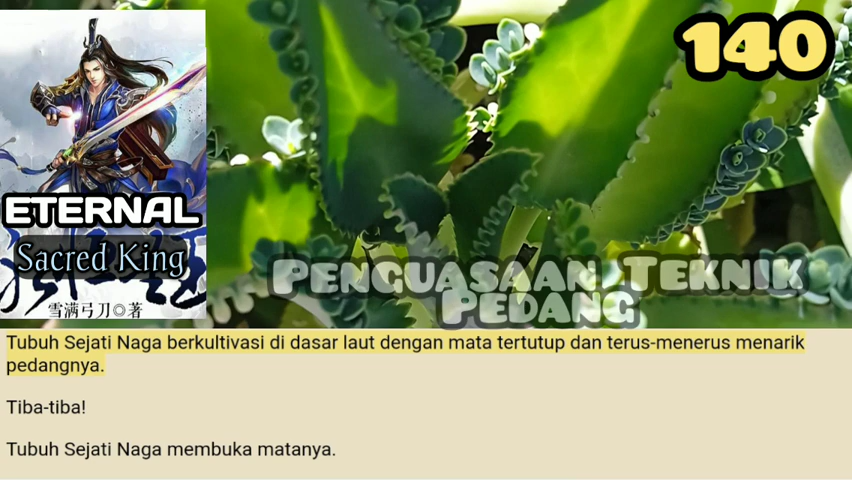 140
ETERNAL
Sacred King
雪满弓刀◎著
PENGUASAAN TEKNIK
PEDANG
Tubuh Sejati Naga berkultivasi di dasar laut dengan mata tertutup dan terus-menerus menarik
pedangnya.
Tiba-tiba!
Tubuh Sejati Naga membuka matanya.